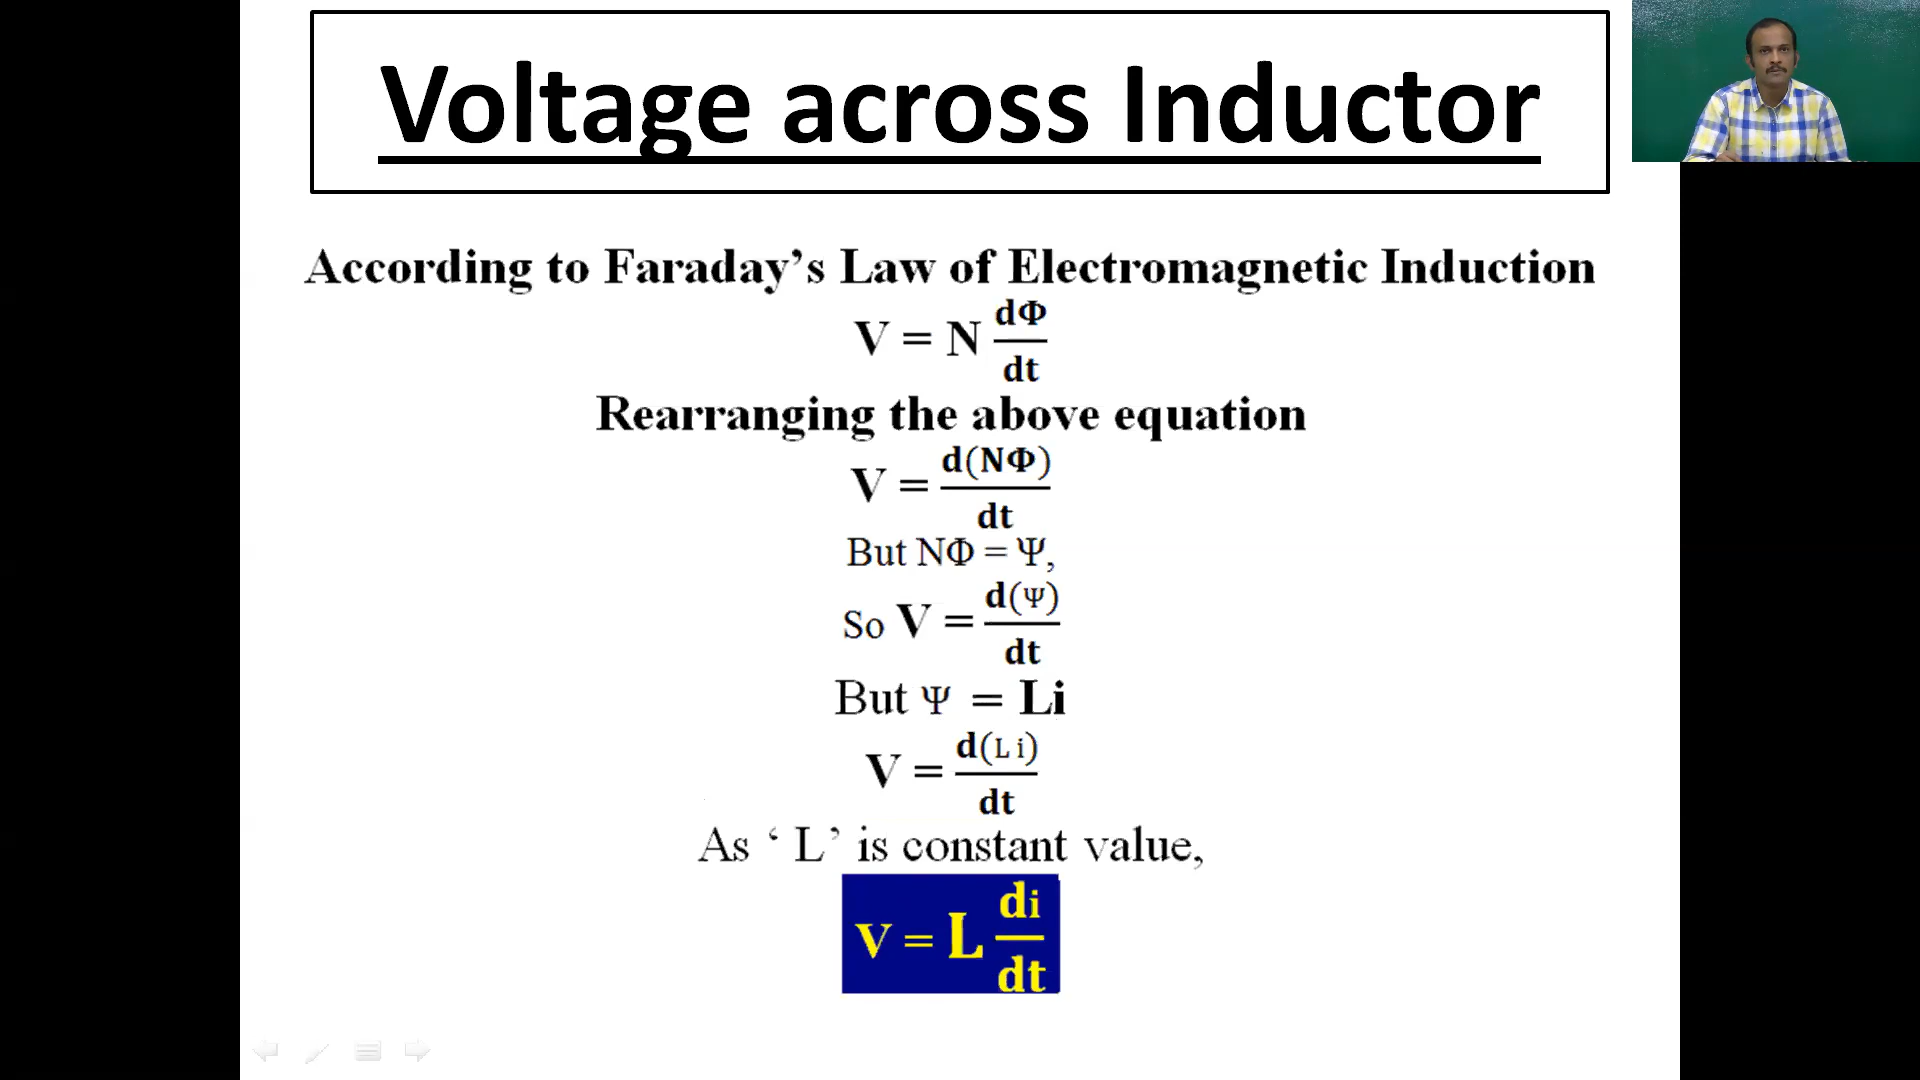 Voltage across Inductor
According to Faraday’s Law of Electromagnetic Induction
V = N dΦ/dt
Rearranging the above equation
V = d(NΦ)/dt
But NΦ = Ψ,
So V = d(Ψ)/dt
But Ψ = Li
V = d(L i)/dt
As ‘ L’ is constant value,
V = L di/dt